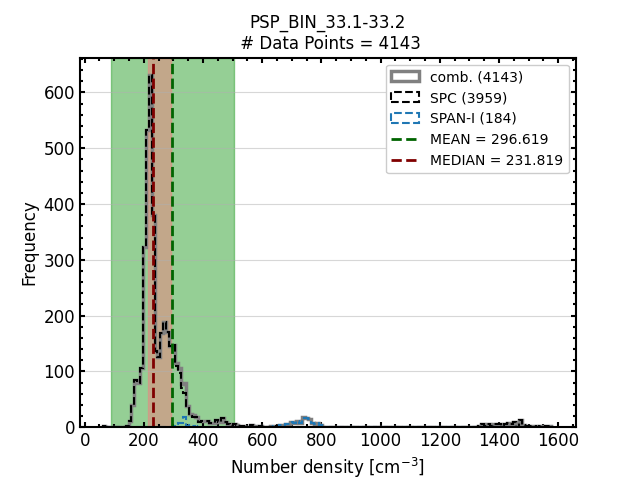 PSP_BIN_33.1-33.2
# Data Points = 4143
comb. (4143)
SPC (3959)
SPAN-I (184)
MEAN = 296.619
MEDIAN = 231.819
Frequency
600
500
400
300
200
100
0
0 200 400 600 800 1000 1200 1400 1600
Number density [cm⁻³]